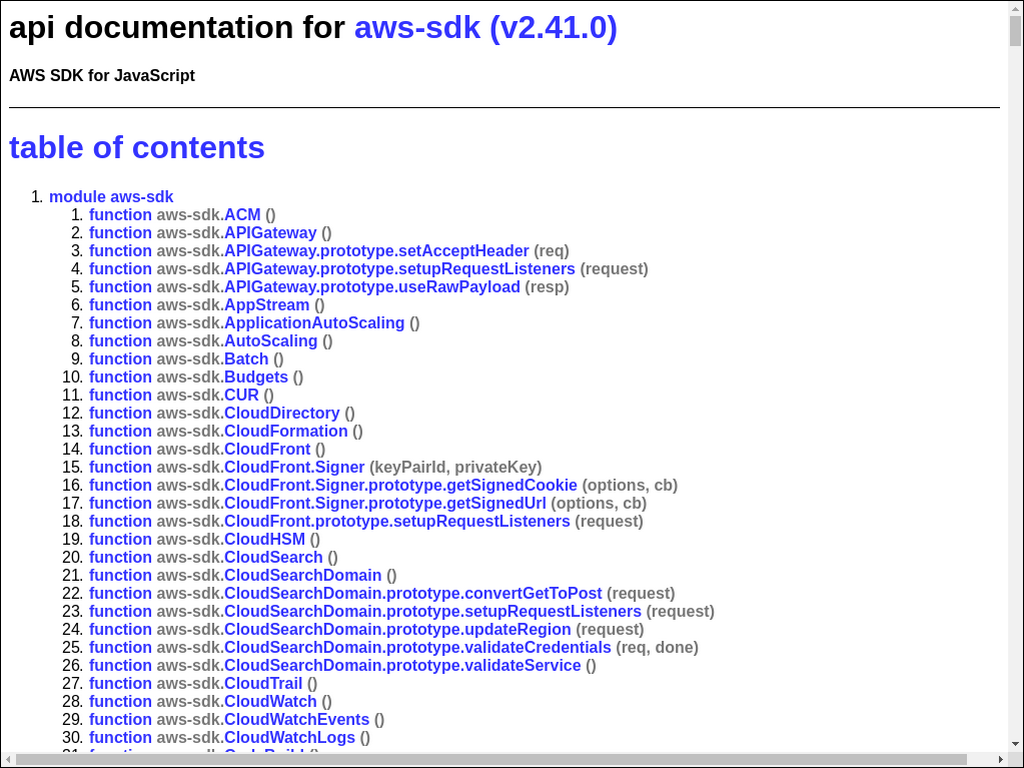 api documentation for aws-sdk (v2.41.0)
AWS SDK for JavaScript
table of contents
1. module aws-sdk
1. function aws-sdk.ACM ()
2. function aws-sdk.APIGateway ()
3. function aws-sdk.APIGateway.prototype.setAcceptHeader (req)
4. function aws-sdk.APIGateway.prototype.setupRequestListeners (request)
5. function aws-sdk.APIGateway.prototype.useRawPayload (resp)
6. function aws-sdk.AppStream ()
7. function aws-sdk.ApplicationAutoScaling ()
8. function aws-sdk.AutoScaling ()
9. function aws-sdk.Batch ()
10. function aws-sdk.Budgets ()
11. function aws-sdk.CUR ()
12. function aws-sdk.CloudDirectory ()
13. function aws-sdk.CloudFormation ()
14. function aws-sdk.CloudFront ()
15. function aws-sdk.CloudFront.Signer (keyPairId, privateKey)
16. function aws-sdk.CloudFront.Signer.prototype.getSignedCookie (options, cb)
17. function aws-sdk.CloudFront.Signer.prototype.getSignedUrl (options, cb)
18. function aws-sdk.CloudFront.prototype.setupRequestListeners (request)
19. function aws-sdk.CloudHSM ()
20. function aws-sdk.CloudSearch ()
21. function aws-sdk.CloudSearchDomain ()
22. function aws-sdk.CloudSearchDomain.prototype.convertGetToPost (request)
23. function aws-sdk.CloudSearchDomain.prototype.setupRequestListeners (request)
24. function aws-sdk.CloudSearchDomain.prototype.updateRegion (request)
25. function aws-sdk.CloudSearchDomain.prototype.validateCredentials (req, done)
26. function aws-sdk.CloudSearchDomain.prototype.validateService ()
27. function aws-sdk.CloudTrail ()
28. function aws-sdk.CloudWatch ()
29. function aws-sdk.CloudWatchEvents ()
30. function aws-sdk.CloudWatchLogs ()